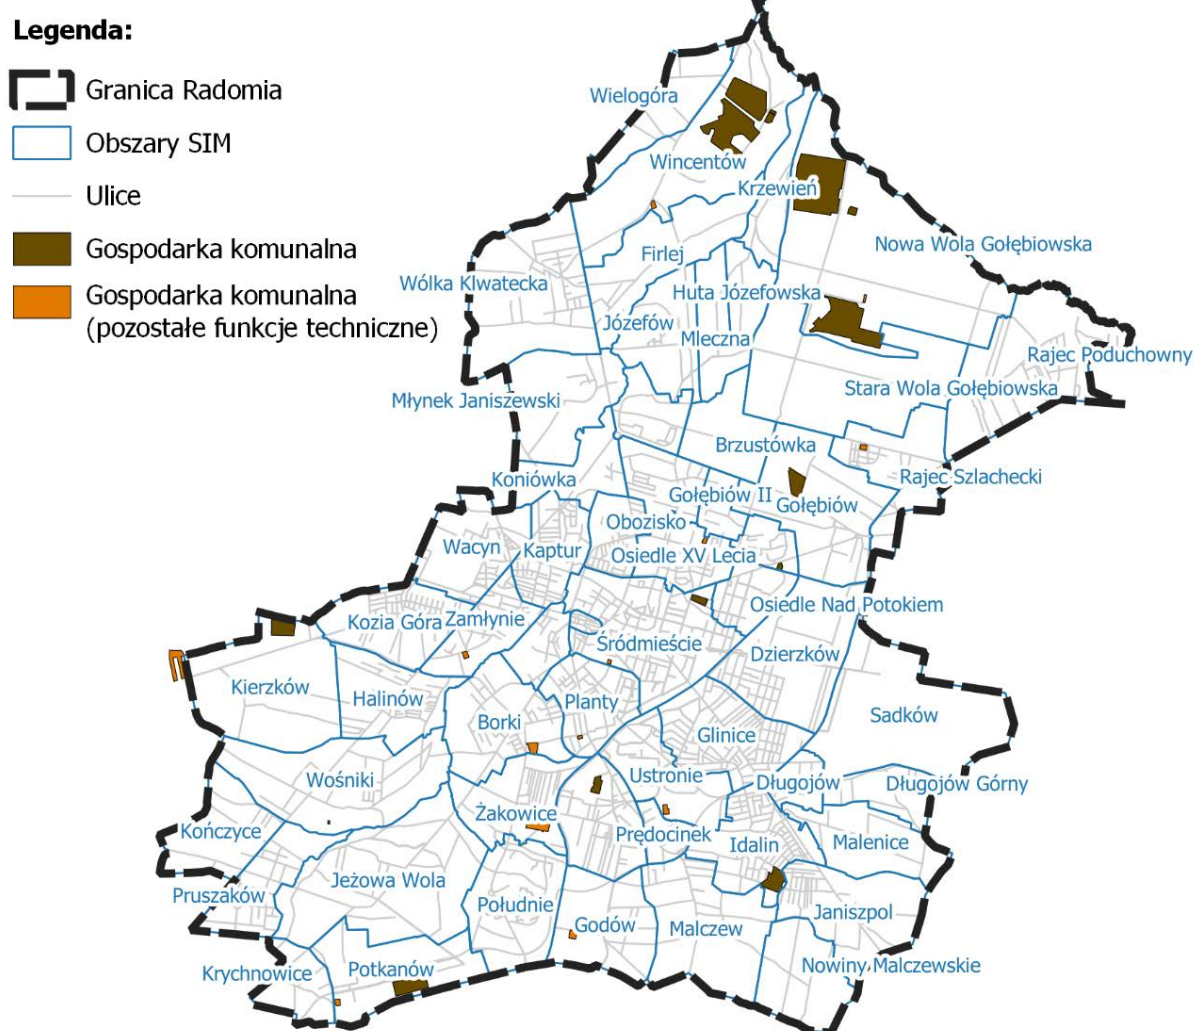 Legenda:
Granica Radomia
Obszary SIM
Ulice
Gospodarka komunalna
Gospodarka komunalna
(pozostałe funkcje techniczne)
Wielogóra
Wincentów
Krzewień
Nowa Wola Gołębiowska
Firlej
Wólka Klwatecka
Huta Józefowska
Józefów
Mleczna
Rajec Poduchowny
Stara Wola Gołębiowska
Młynek Janiszewski
Brzustówka
Rajec Szlachecki
Koniówka
Gołębiów II
Gołębiów
Obozisko
Wacyn
Kaptur
Osiedle XV Lecia
Osiedle Nad Potokiem
Kozia Góra
Zamłynie
Śródmieście
Dzierzków
Kierzków
Halinów
Planty
Borki
Sadków
Glinice
Wośniki
Ustronie
Długojów
Długojów Górny
Żakowice
Kończyce
Prędocinek
Idalin
Malenice
Jeżowa Wola
Pruszaków
Południe
Janiszpol
Godów
Malczew
Krychnowice
Potkanów
Nowiny Malczewskie